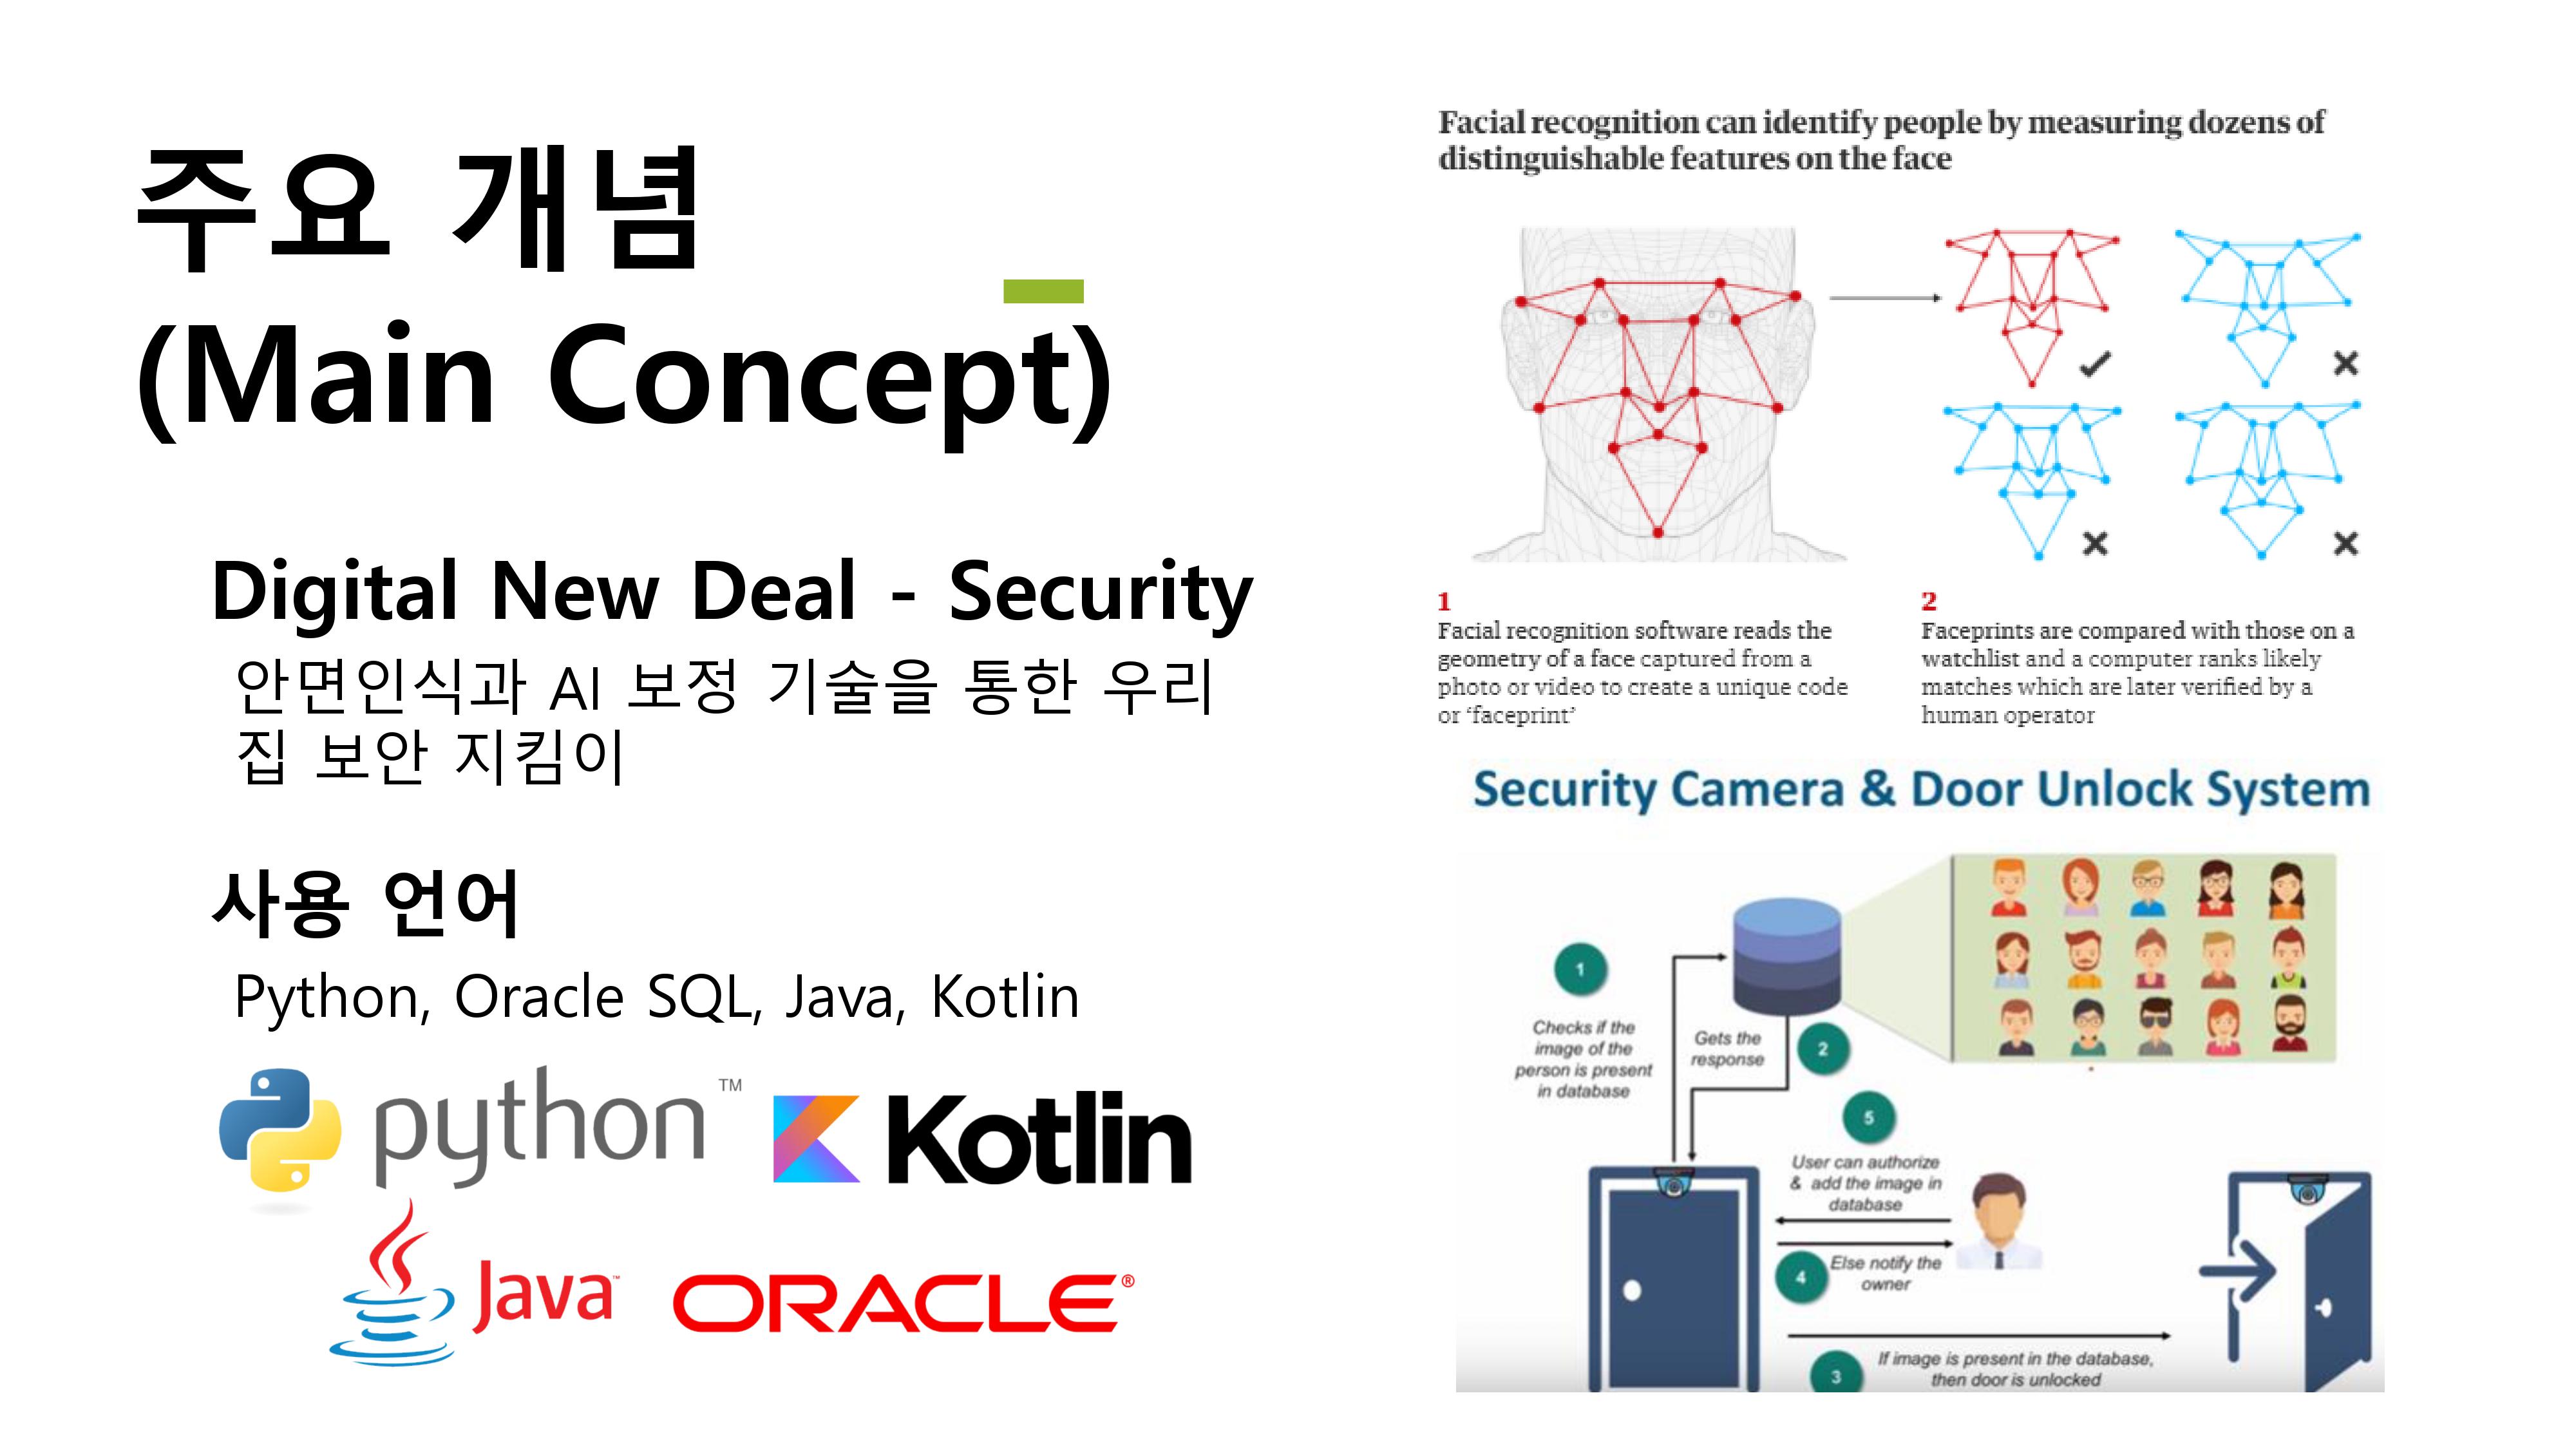 주요 개념
(Main Concept)
Digital New Deal - Security
안면인식과 AI 보정 기술을 통한 우리
집 보안 지킴이
사용 언어
Python, Oracle SQL, Java, Kotlin
python TM
Kotlin
Java™
ORACLE®
Facial recognition can identify people by measuring dozens of
distinguishable features on the face
1
Facial recognition software reads the
geometry of a face captured from a
photo or video to create a unique code
or ‘faceprint’
2
Faceprints are compared with those on a
watchlist and a computer ranks likely
matches which are later verified by a
human operator
Security Camera & Door Unlock System
1
Checks if the
image of the
person is present
in database
Gets the
response
2
5
User can authorize
& add the image in
database
4
Else notify the
owner
3
If image is present in the database,
then door is unlocked